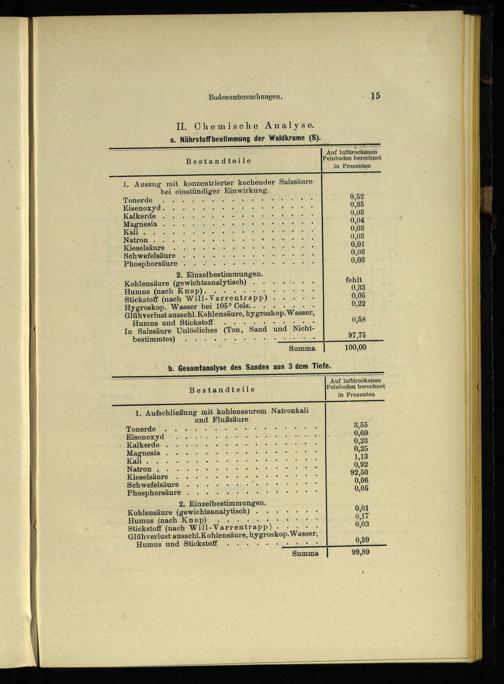 Bodenuntersuchungen. 15
II. Chemische Analyse.
a. Nährstoffbestimmung der Waldkrume (S).
Bestandteile
Auf lufttrockenen
Feinboden berechnet
in Prozenten
1. Auszug mit konzentrierter kochender Salzsäure
bei einstündiger Einwirkung.
Tonerde . . . 0,52
Eisenoxyd . . . 0,35
Kalkerde . . . 0,03
Magnesia . . . 0,04
Kali . . . 0,03
Natron . . . 0,03
Kieselsäure . . . 0,01
Schwefelsäure . . . 0,03
Phosphorsäure . . . 0,03
2. Einzelbestimmungen.
Kohlensäure (gewichtsanalytisch) . . . fehlt
Humus (nach Knop) . . . 0,33
Stickstoff (nach Will-Varrentrapp) . . . 0,05
Hygroskop. Wasser bei 105° Cels. . . . 0,22
Glühverlust ausschl. Kohlensäure, hygroskop. Wasser,
Humus und Stickstoff . . . 0,58
In Salzsäure Unlösliches (Ton, Sand und Nicht-
bestimmtes) . . . 97,75
Summa 100,00
b. Gesamtanalyse des Sandes aus 3 dcm Tiefe.
Bestandteile
Auf lufttrockenen
Feinboden berechnet
in Prozenten
1. Aufschließung mit kohlensaurem Natronkali
und Flußsäure
Tonerde . . . 3,55
Eisenoxyd . . . 0,60
Kalkerde . . . 0,23
Magnesia . . . 0,25
Kali . . . 1,13
Natron . . . 0,92
Kieselsäure . . . 92,50
Schwefelsäure . . . 0,06
Phosphorsäure . . . 0,05
2. Einzelbestimmungen.
Kohlensäure (gewichtsanalytisch) . . . 0,01
Humus (nach Knop) . . . 0,17
Stickstoff (nach Will-Varrentrapp) . . . 0,03
Glühverlust ausschl. Kohlensäure, hygroskop. Wasser,
Humus und Stickstoff . . . 0,39
Summa 99,89